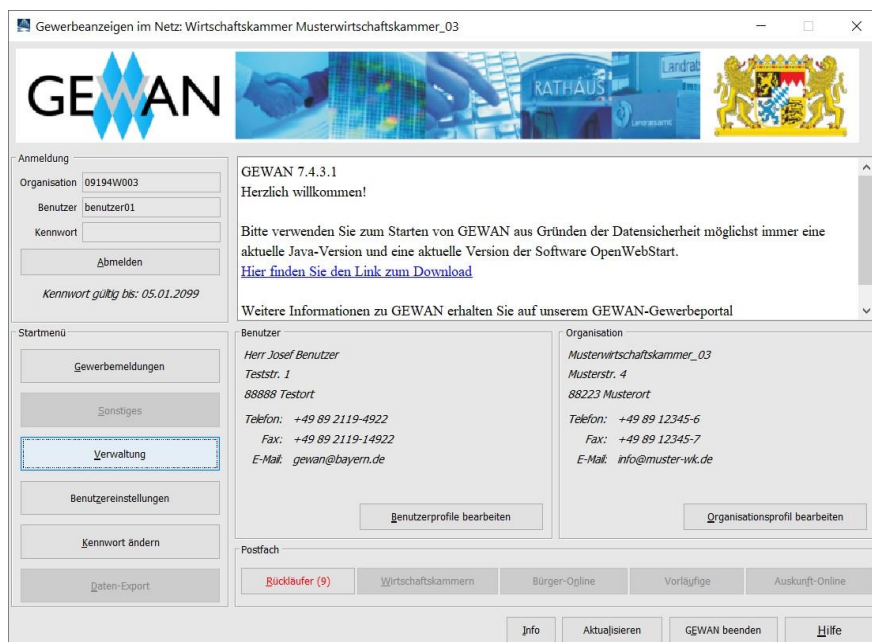 Gewerbeanzeigen im Netz: Wirtschaftskammer Musterwirtschaftskammer_03
GEWAN
RATHAUS
Landrat
Landratsamt
Anmeldung
Organisation 09194W003
Benutzer benutzer01
Kennwort
Abmelden
Kennwort gültig bis: 05.01.2099
GEWAN 7.4.3.1
Herzlich willkommen!
Bitte verwenden Sie zum Starten von GEWAN aus Gründen der Datensicherheit möglichst immer eine
aktuelle Java-Version und eine aktuelle Version der Software OpenWebStart.
Hier finden Sie den Link zum Download
Weitere Informationen zu GEWAN erhalten Sie auf unserem GEWAN-Gewerbeportal
Startmenü
Gewerbemeldungen
Sonstiges
Verwaltung
Benutzereinstellungen
Kennwort ändern
Daten-Export
Benutzer
Herr Josef Benutzer
Teststr. 1
88888 Testort
Telefon: +49 89 2119-4922
Fax: +49 89 2119-14922
E-Mail: gewan@bayern.de
Benutzerprofile bearbeiten
Organisation
Musterwirtschaftskammer_03
Musterstr. 4
88223 Musterort
Telefon: +49 89 12345-6
Fax: +49 89 12345-7
E-Mail: info@muster-wk.de
Organisationsprofil bearbeiten
Postfach
Rückläufer (9)
Wirtschaftskammern
Bürger-Online
Vorläufige
Auskunft-Online
Info
Aktualisieren
GEWAN beenden
Hilfe